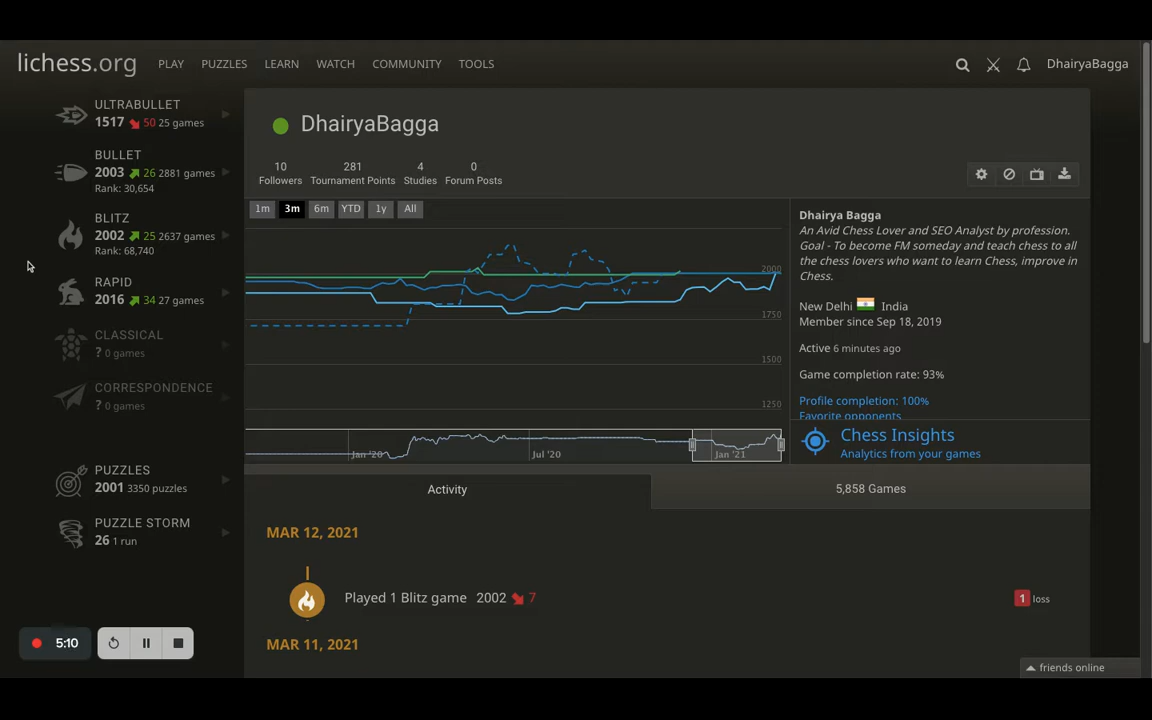 lichess.org PLAY PUZZLES LEARN WATCH COMMUNITY TOOLS DhairyaBagga
ULTRABULLET
1517 50 25 games
BULLET
2003 26 2881 games
Rank: 30,654
BLITZ
2002 25 2637 games
Rank: 68,740
RAPID
2016 34 27 games
CLASSICAL
? 0 games
CORRESPONDENCE
? 0 games
PUZZLES
2001 3350 puzzles
PUZZLE STORM
26 1 run
5:10
DhairyaBagga
10 281 4 0
Followers Tournament Points Studies Forum Posts
1m 3m 6m YTD 1y All
2000
1750
1500
1250
Jan '20 Jul '20 Jan '21
Dhairya Bagga
An Avid Chess Lover and SEO Analyst by profession.
Goal - To become FM someday and teach chess to all
the chess lovers who want to learn Chess, improve in
Chess.
New Delhi India
Member since Sep 18, 2019
Active 6 minutes ago
Game completion rate: 93%
Profile completion: 100%
Favorite opponents
Chess Insights
Analytics from your games
Activity 5,858 Games
MAR 12, 2021
Played 1 Blitz game 2002 7 1 loss
MAR 11, 2021
friends online